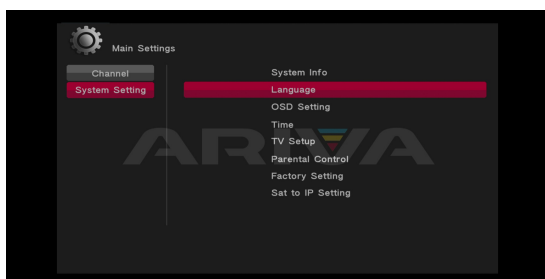 Main Settings
Channel
System Setting
System Info
Language
OSD Setting
Time
TV Setup
Parental Control
Factory Setting
Sat to IP Setting
ARIVA